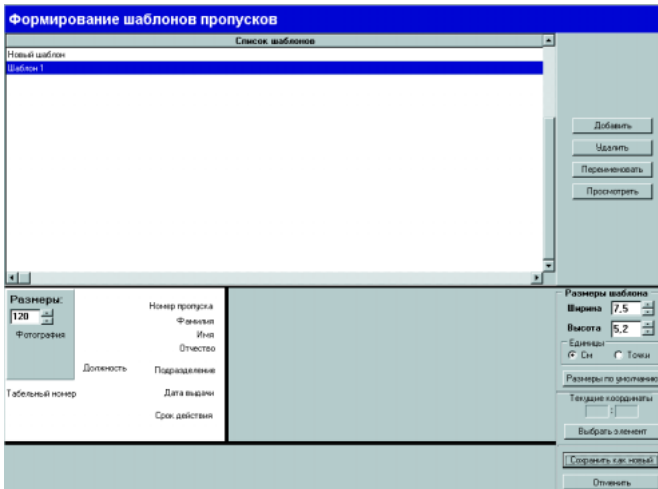 Формирование шаблонов пропусков
Список шаблонов
Новый шаблон
Шаблон 1
Добавить
Удалить
Переименовать
Просмотреть
Размеры:
120
Фотография
Номер пропуска
Фамилия
Имя
Отчество
Должность
Подразделение
Табельный номер
Дата выдачи
Срок действия
Размеры шаблона
Ширина 7,5
Высота 5,2
Единицы
См Точки
Размеры по умолчанию
Текущие координаты
:
Выбрать элемент
Сохранить как новый
Отменить